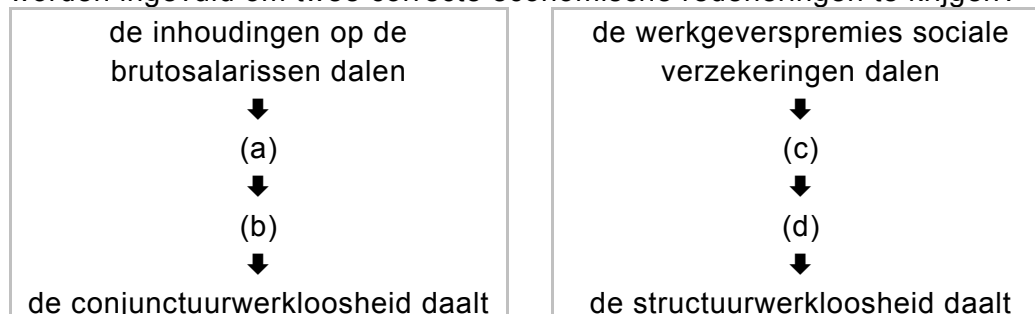 worden ingevuld om twee correcte economische redeneringen te krijgen?
de inhoudingen op de
brutosalarissen dalen
(a)
(b)
de conjunctuurwerkloosheid daalt
de werkgeverspremies sociale
verzekeringen dalen
(c)
(d)
de structuurwerkloosheid daalt